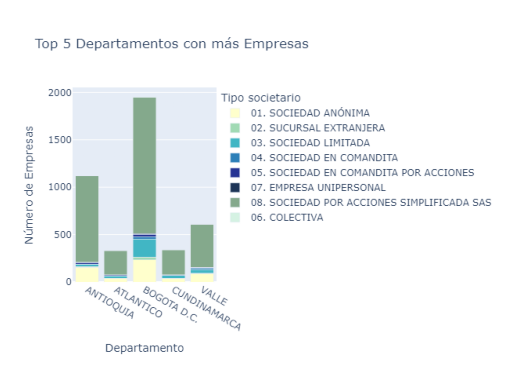 Top 5 Departamentos con más Empresas
Tipo societario
01. SOCIEDAD ANÓNIMA
02. SUCURSAL EXTRANJERA
03. SOCIEDAD LIMITADA
04. SOCIEDAD EN COMANDITA
05. SOCIEDAD EN COMANDITA POR ACCIONES
07. EMPRESA UNIPERSONAL
08. SOCIEDAD POR ACCIONES SIMPLIFICADA SAS
06. COLECTIVA
Número de Empresas
2000
1500
1000
500
0
ANTIOQUIA
ATLANTICO
BOGOTA D.C.
CUNDINAMARCA
VALLE
Departamento